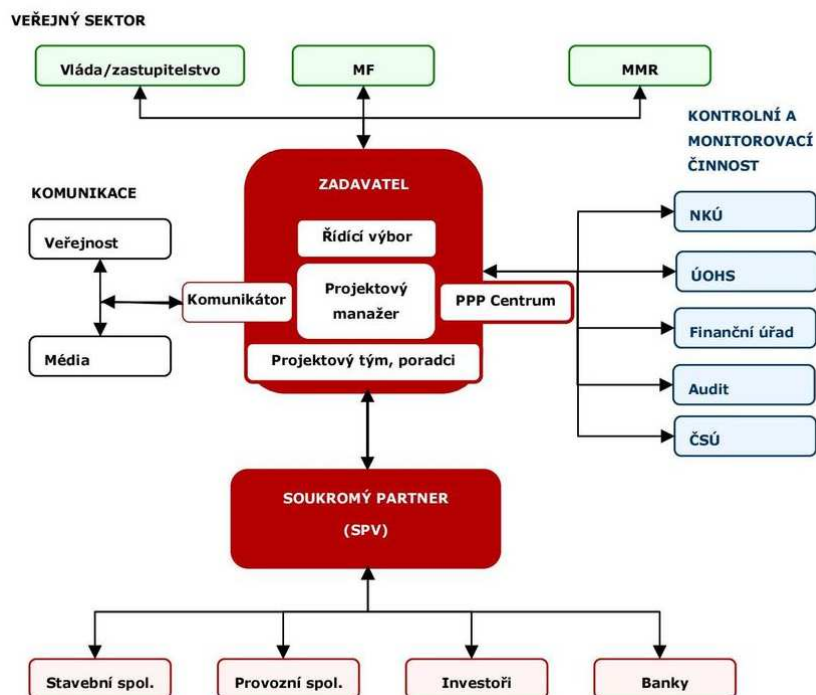 VEŘEJNÝ SEKTOR
Vláda/zastupitelstvo
MF
MMR
KONTROLNÍ A
MONITOROVACÍ
ČINNOST
ZADAVATEL
KOMUNIKACE
NKÚ
Řídící výbor
Veřejnost
ÚOHS
Projektový
manažer
Komunikátor
PPP Centrum
Finanční úřad
Média
Projektový tým, poradci
Audit
ČSÚ
SOUKROMÝ PARTNER
(SPV)
Stavební spol.
Provozní spol.
Investoři
Banky